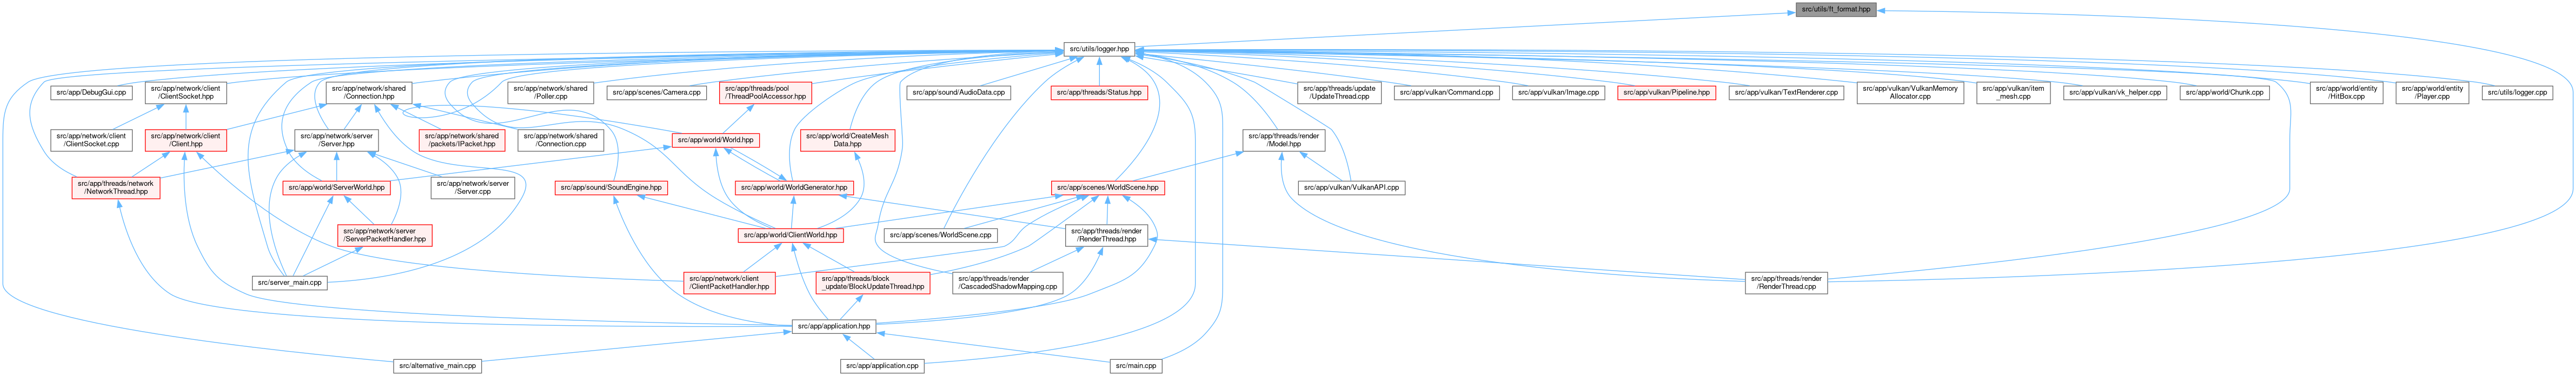 src/utils/ft_format.hpp
src/utils/logger.hpp
src/app/DebugGui.cpp
src/app/network/client
/ClientSocket.hpp
src/app/network/shared
/Connection.hpp
src/app/network/shared
/Poller.cpp
src/app/scenes/Camera.cpp
src/app/threads/pool
/ThreadPoolAccessor.hpp
src/app/sound/AudioData.cpp
src/app/threads/Status.hpp
src/app/threads/update
/UpdateThread.cpp
src/app/vulkan/Command.cpp
src/app/vulkan/Image.cpp
src/app/vulkan/Pipeline.hpp
src/app/vulkan/TextRenderer.cpp
src/app/vulkan/VulkanMemory
Allocator.cpp
src/app/vulkan/item
_mesh.cpp
src/app/vulkan/vk_helper.cpp
src/app/world/Chunk.cpp
src/app/world/entity
/HitBox.cpp
src/app/world/entity
/Player.cpp
src/utils/logger.cpp
src/app/network/client
/ClientSocket.cpp
src/app/network/client
/Client.hpp
src/app/network/server
/Server.hpp
src/app/network/shared
/packets/IPacket.hpp
src/app/network/shared
/Connection.cpp
src/app/world/World.hpp
src/app/world/CreateMesh
Data.hpp
src/app/threads/render
/Model.hpp
src/app/threads/network
/NetworkThread.hpp
src/app/world/ServerWorld.hpp
src/app/network/server
/Server.cpp
src/app/sound/SoundEngine.hpp
src/app/world/WorldGenerator.hpp
src/app/scenes/WorldScene.hpp
src/app/vulkan/VulkanAPI.cpp
src/app/network/server
/ServerPacketHandler.hpp
src/app/world/ClientWorld.hpp
src/app/scenes/WorldScene.cpp
src/app/threads/render
/RenderThread.hpp
src/server_main.cpp
src/app/network/client
/ClientPacketHandler.hpp
src/app/threads/block
_update/BlockUpdateThread.hpp
src/app/threads/render
/CascadedShadowMapping.cpp
src/app/threads/render
/RenderThread.cpp
src/app/application.hpp
src/alternative_main.cpp
src/app/application.cpp
src/main.cpp